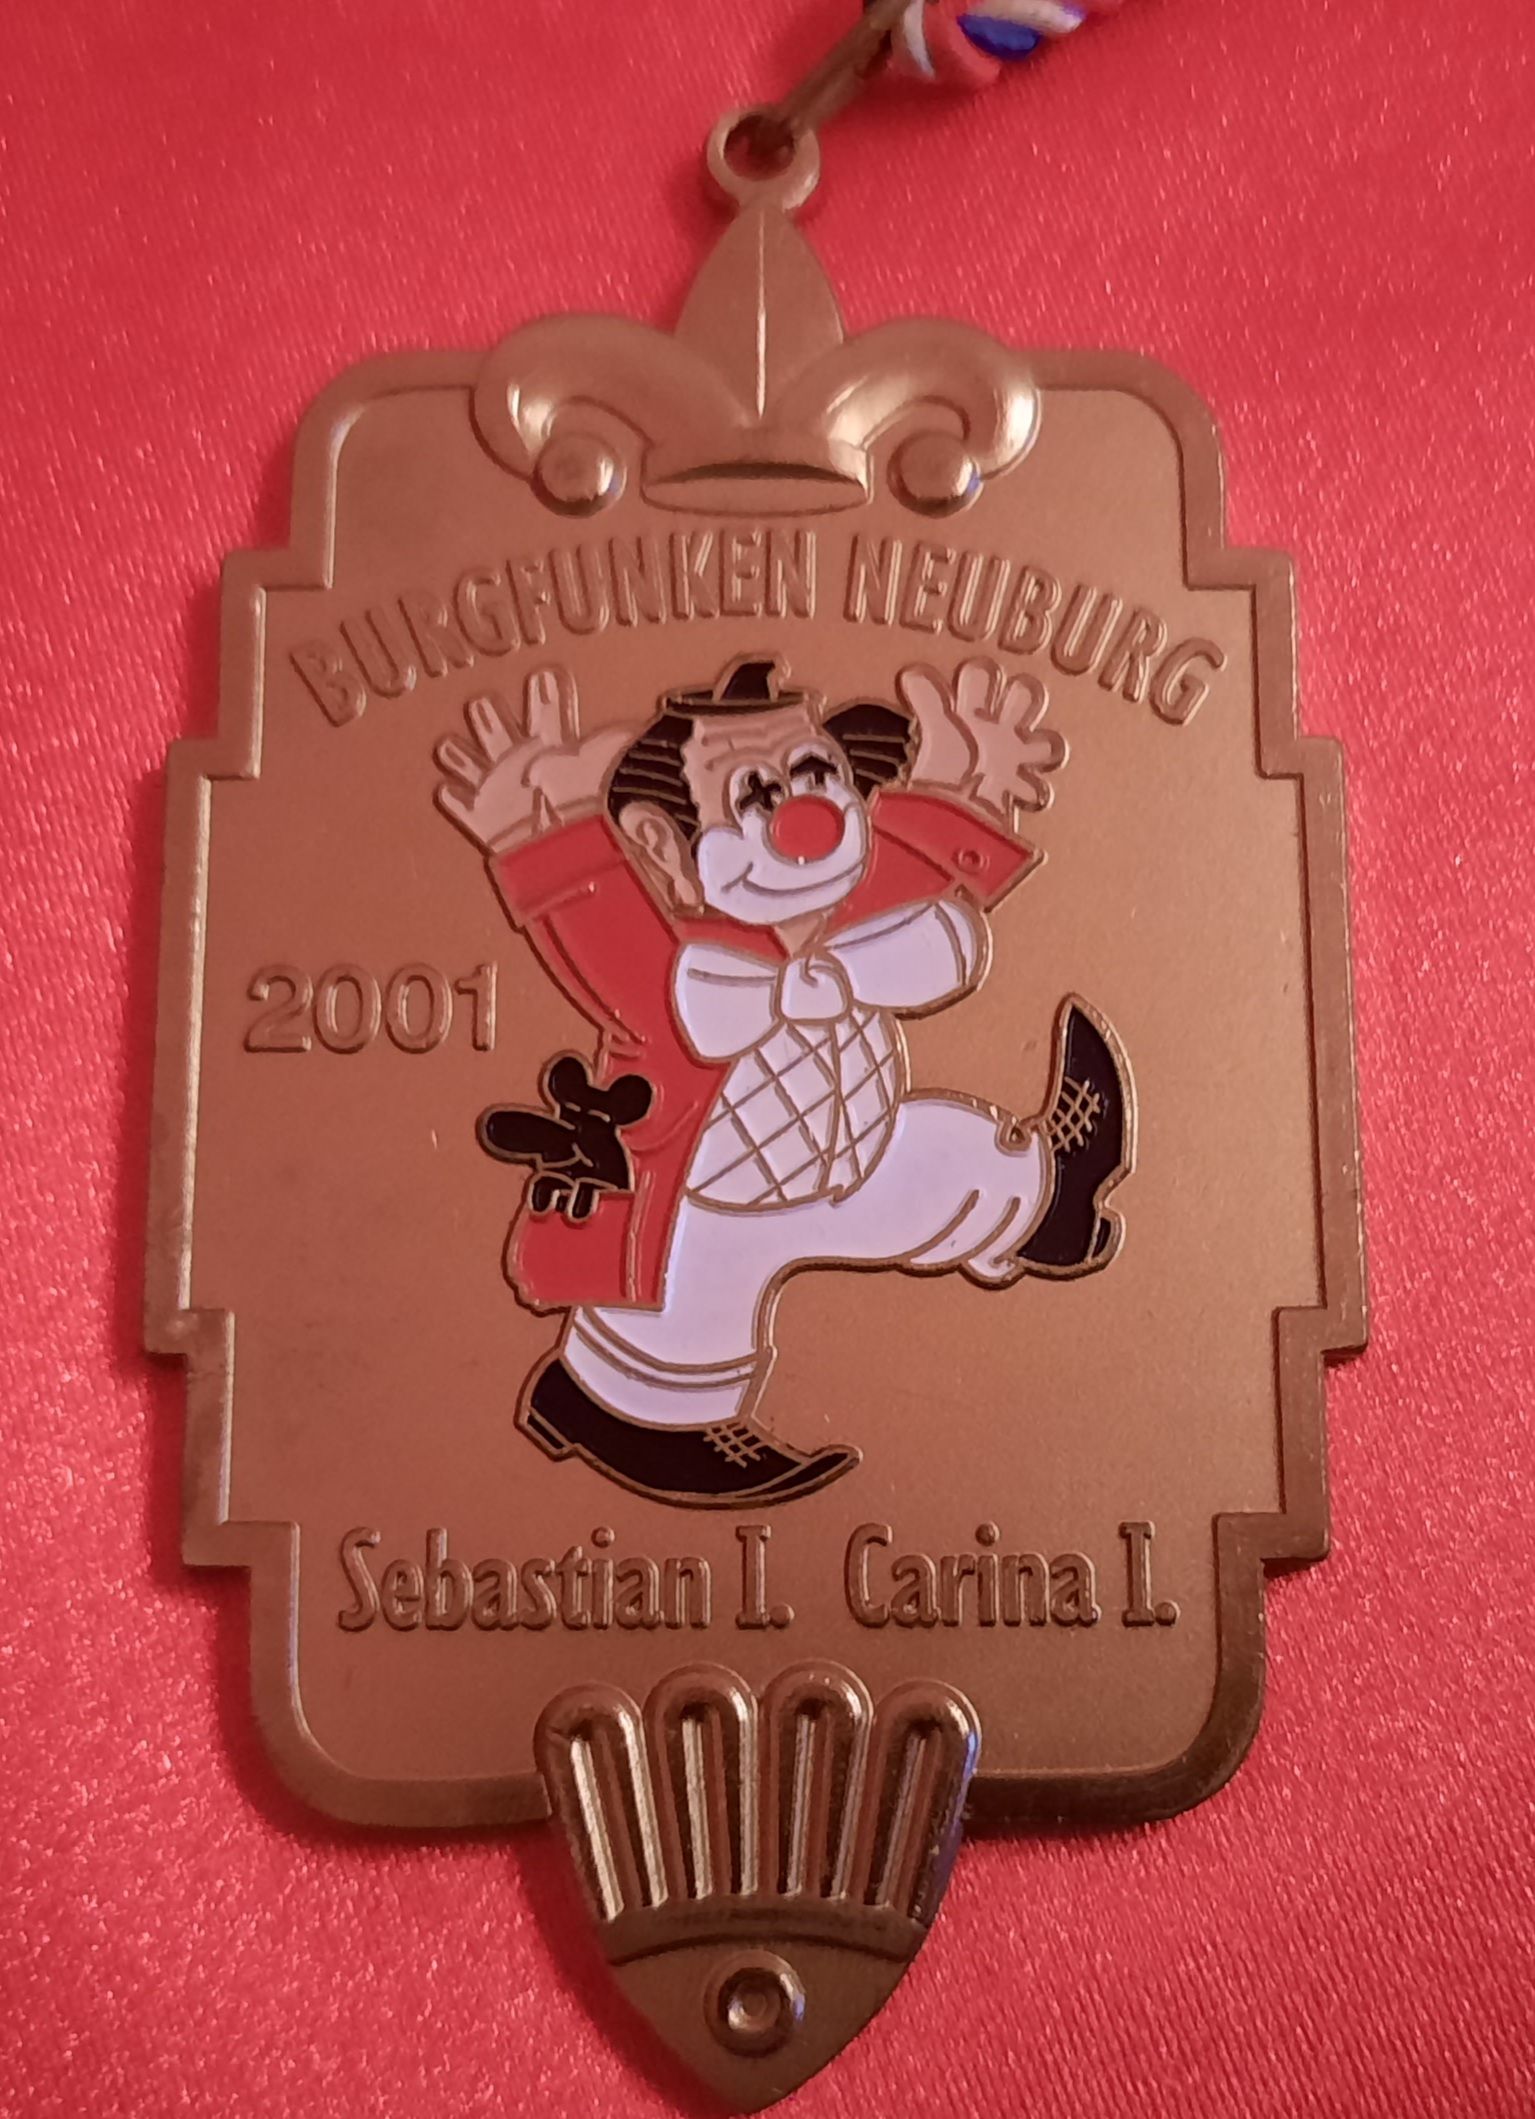 BURGFUNKEN NEUBURG
2001
Sebastian I. Carina I.